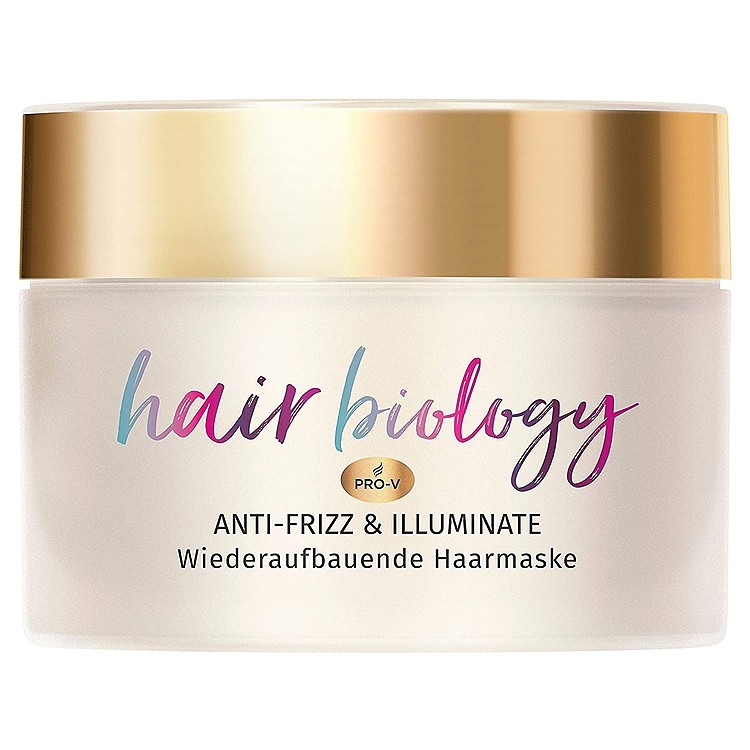 hair biology
PRO-V
ANTI-FRIZZ & ILLUMINATE
Wiederaufbauende Haarmaske